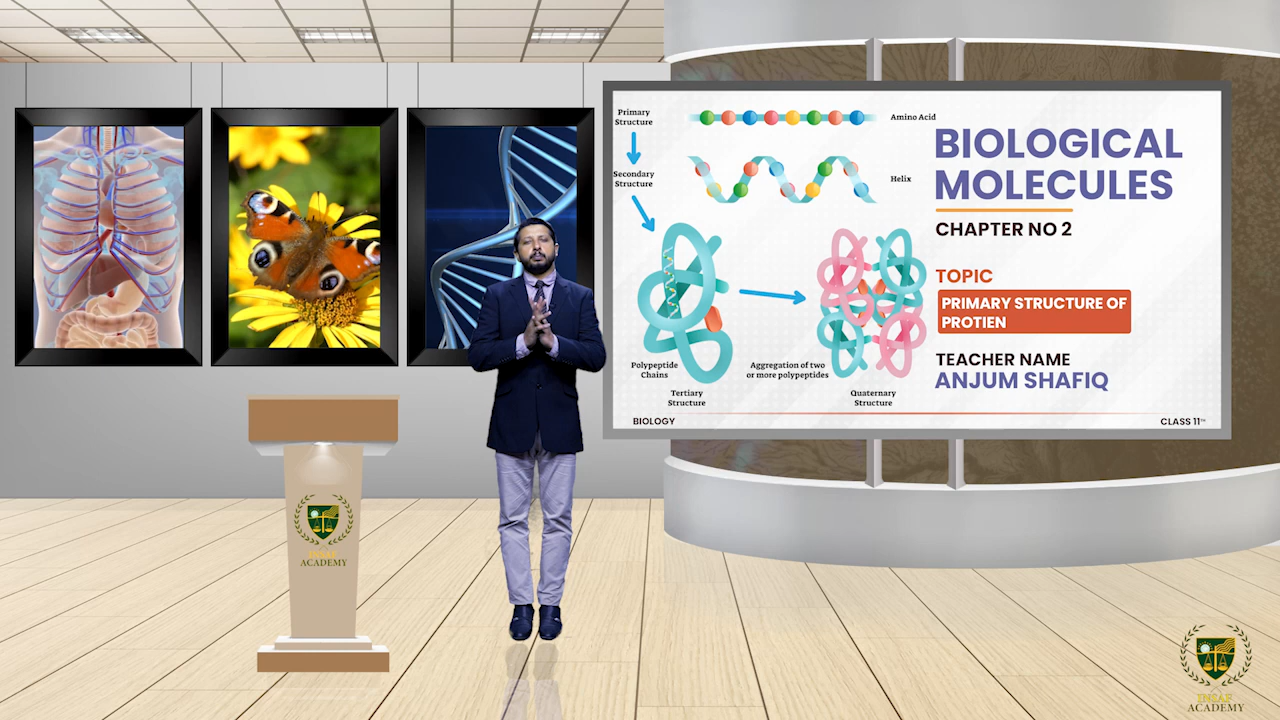 Primary
Structure
Amino Acid
Secondary
Structure
Helix
Polypeptide
Chains
Tertiary
Structure
Aggregation of two
or more polypeptides
Quaternary
Structure
BIOLOGICAL
MOLECULES
CHAPTER NO 2
TOPIC
PRIMARY STRUCTURE OF
PROTIEN
TEACHER NAME
ANJUM SHAFIQ
BIOLOGY
CLASS 11TH
INSAF
ACADEMY
INSAF
ACADEMY